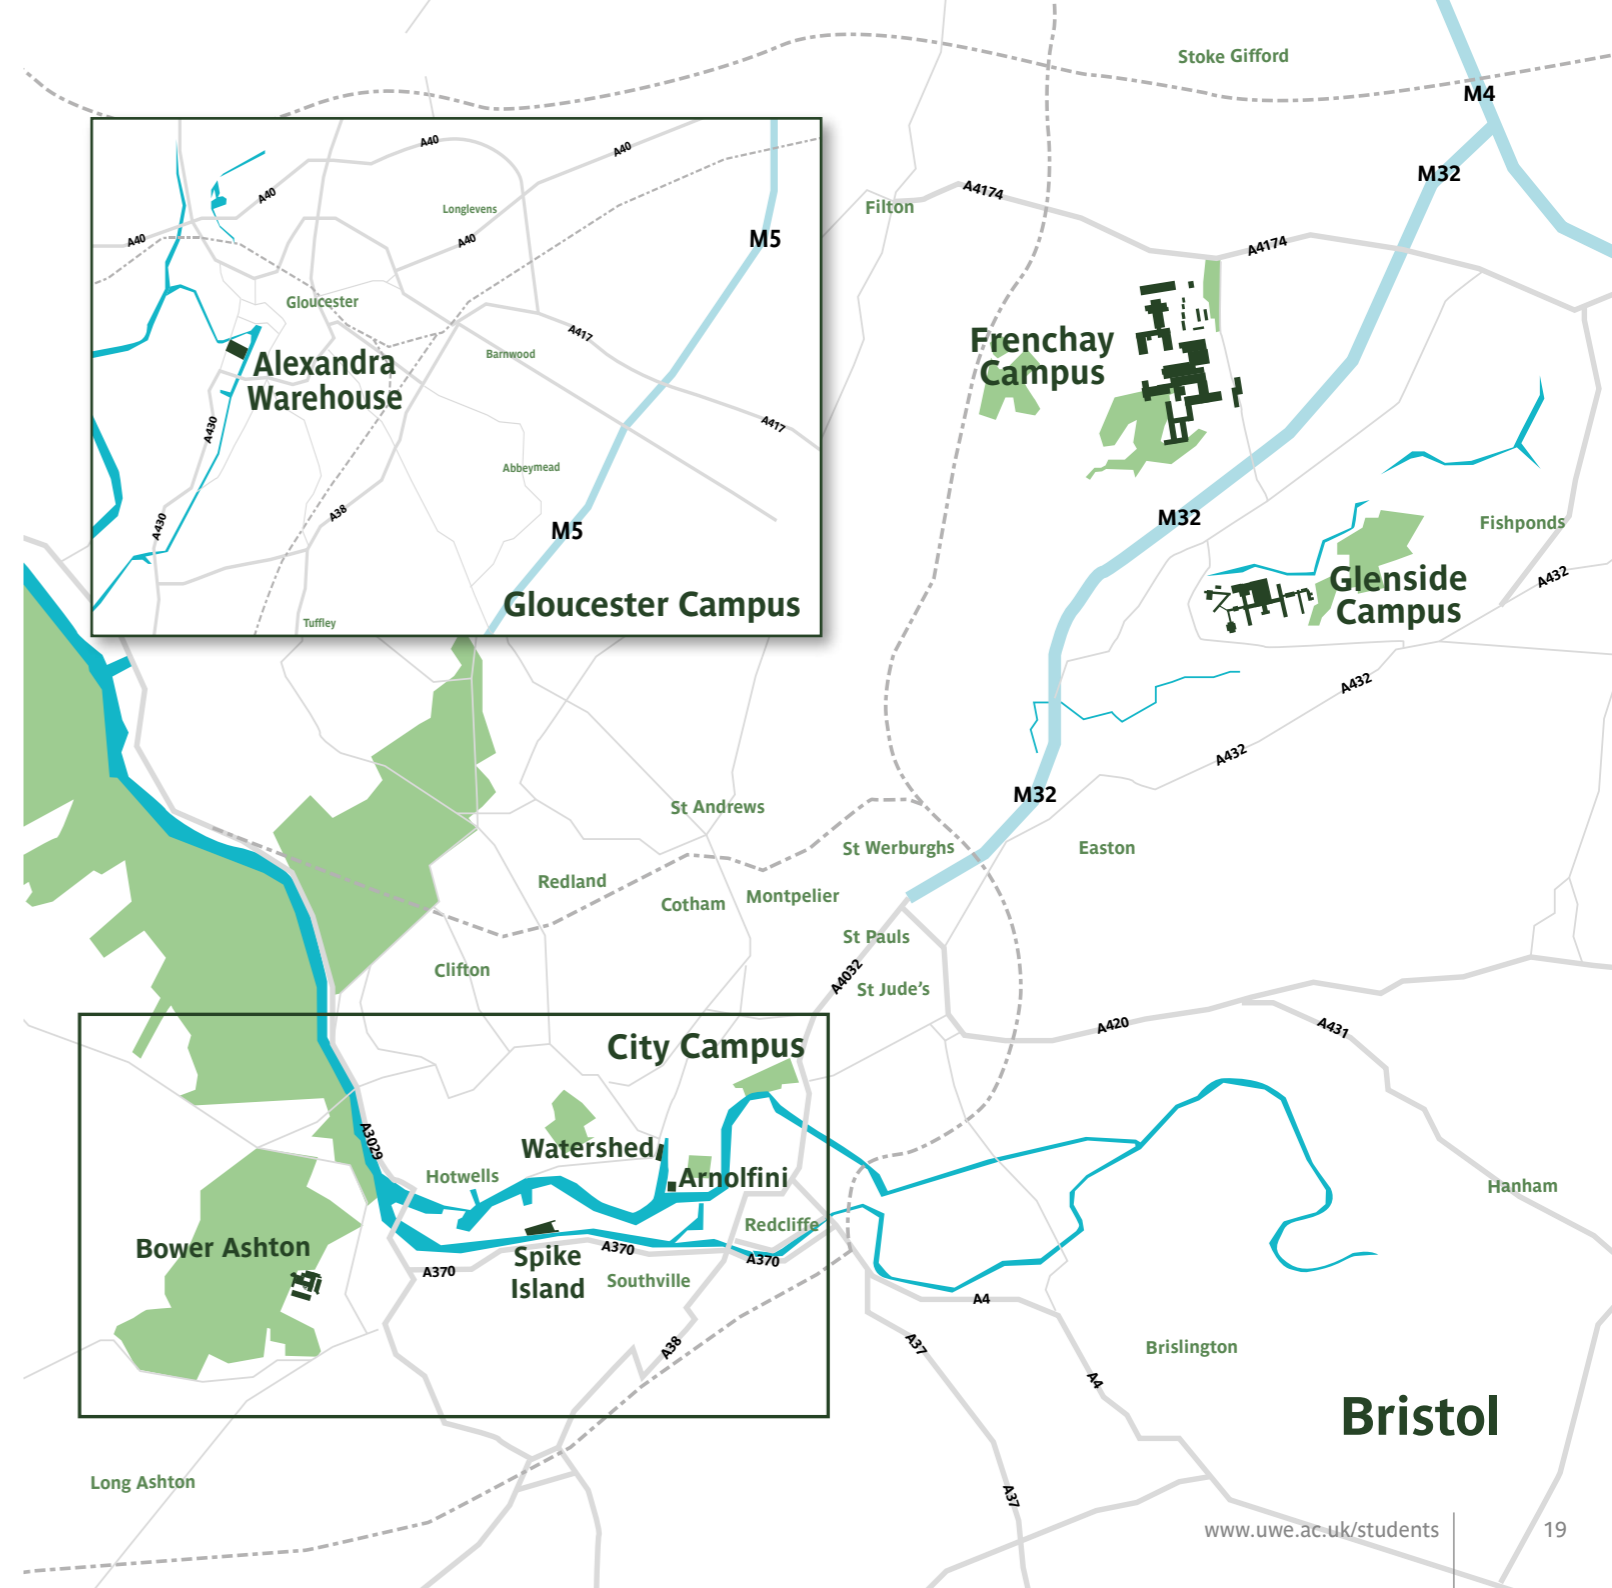 Stoke Gifford
M4
M32
A4174
Filton
A4174
A40
A40
A40
Longlevens
A40
A40
M5
Gloucester
A417
Barnwood
Alexandra
Warehouse
A430
A417
Abbeymead
A430
A38
M5
Gloucester Campus
Tuffley
Frenchay
Campus
M32
Fishponds
A432
Glenside
Campus
A432
A432
M32
St Andrews
St Werburghs
Easton
Redland
Cotham
Montpelier
St Pauls
Clifton
A4032
St Jude's
A420
A431
City Campus
A3029
Watershed
Arnolfini
Hotwells
Hanham
Redcliffe
Bower Ashton
Spike
Island
A370
A370
A370
Southville
A4
A38
A37
Brislington
A4
Bristol
Long Ashton
A37
www.uwe.ac.uk/students
19